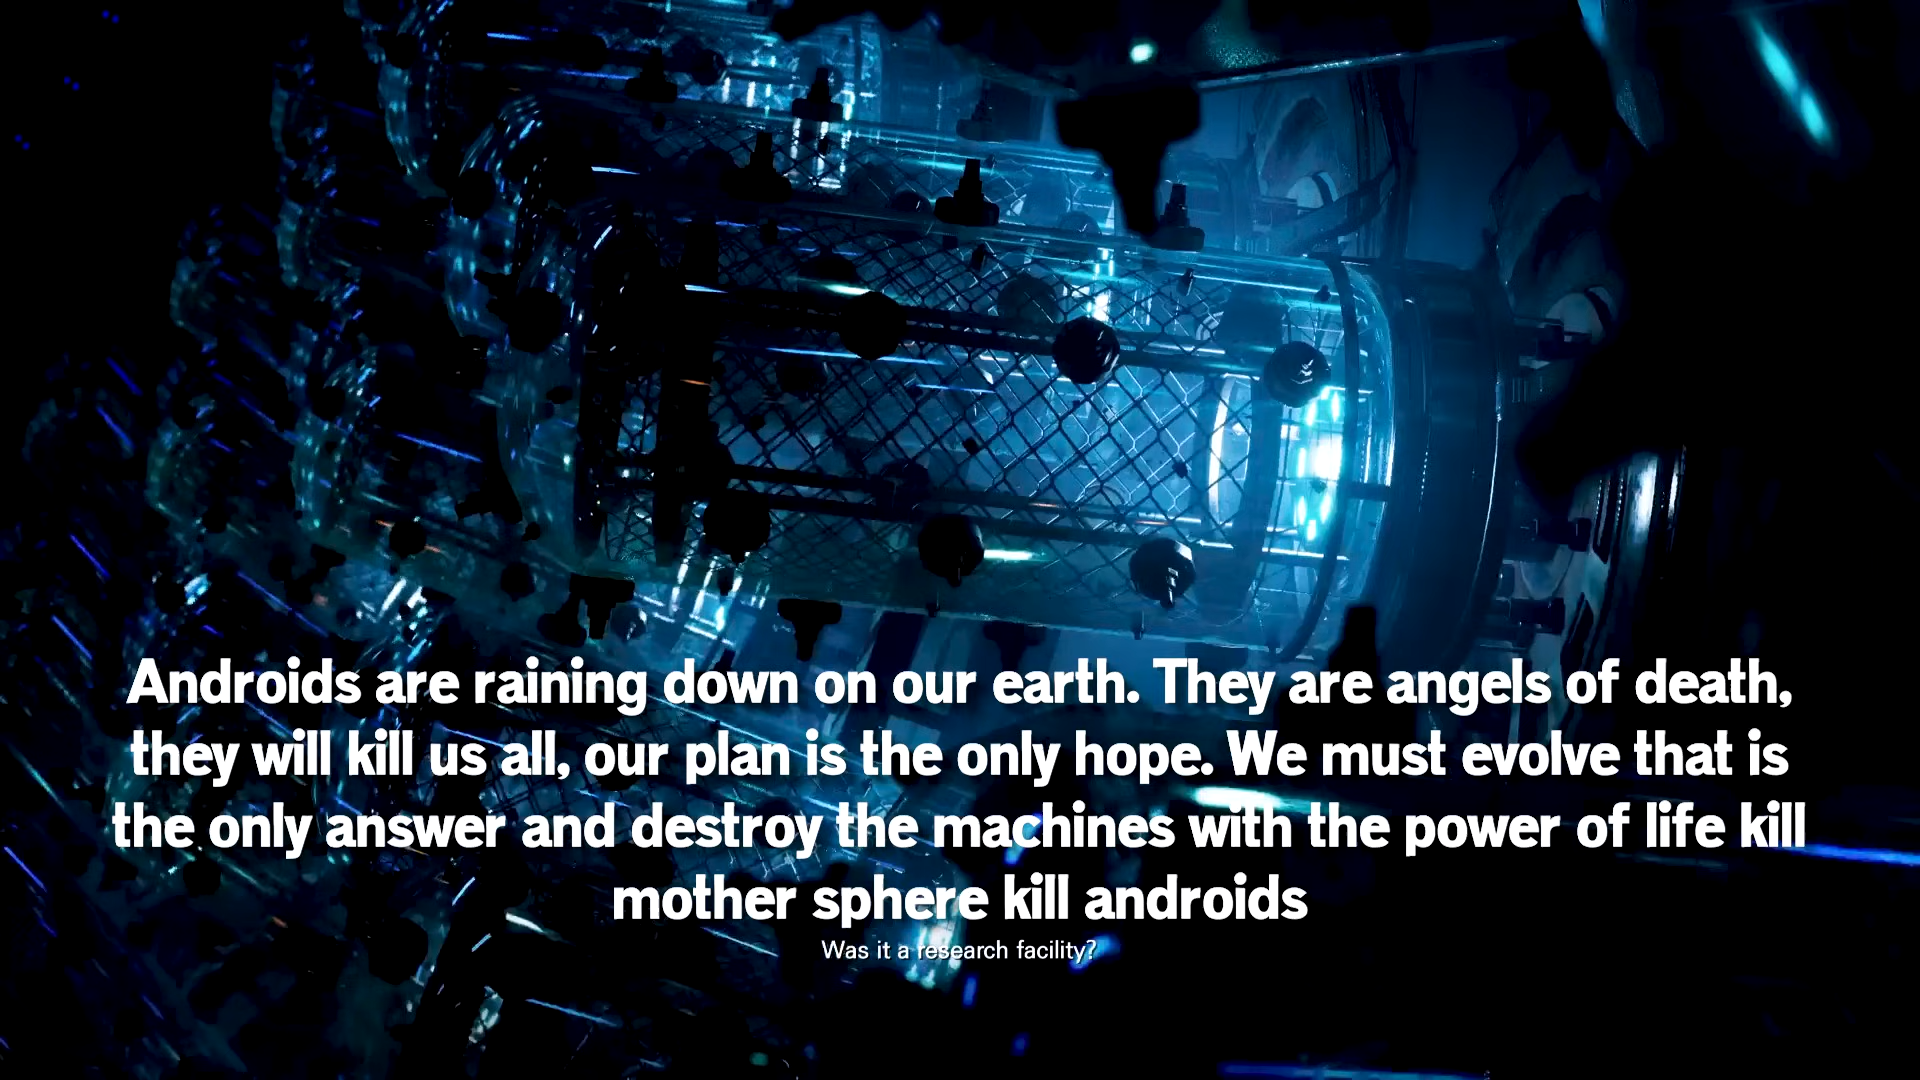 Androids are raining down on our earth. They are angels of death,
they will kill us all, our plan is the only hope. We must evolve that is
the only answer and destroy the machines with the power of life kill
mother sphere kill androids
Was it a research facility?